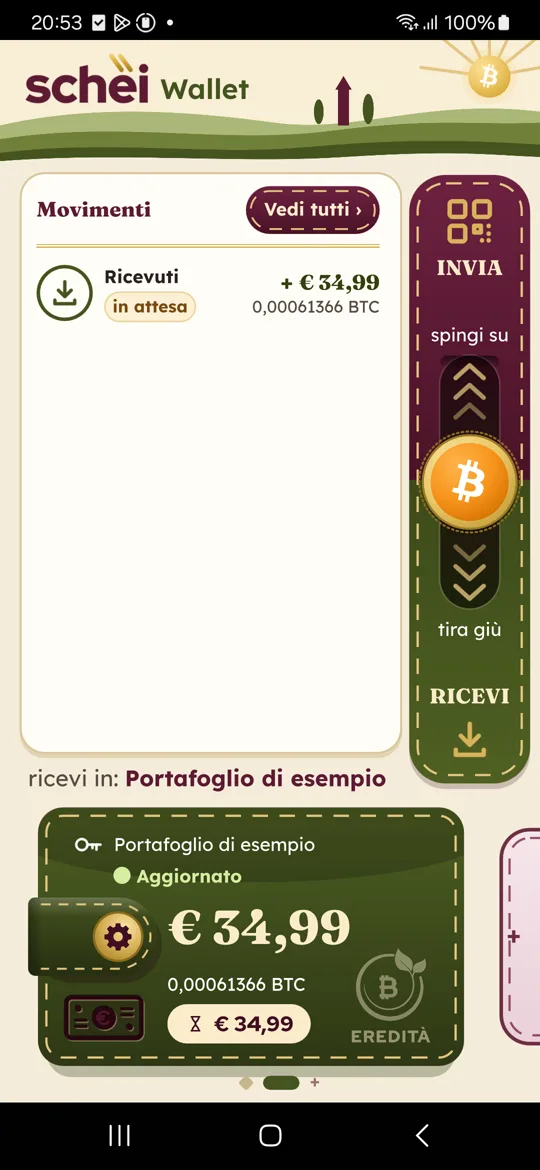 20:53
100%
schèi Wallet
Movimenti
Vedi tutti ›
Ricevuti
+ € 34,99
in attesa
0,00061366 BTC
INVIA
spingi su
tira giù
RICEVI
ricevi in: Portafoglio di esempio
Portafoglio di esempio
Aggiornato
€ 34,99
0,00061366 BTC
€ 34,99
EREDITÀ
+
+